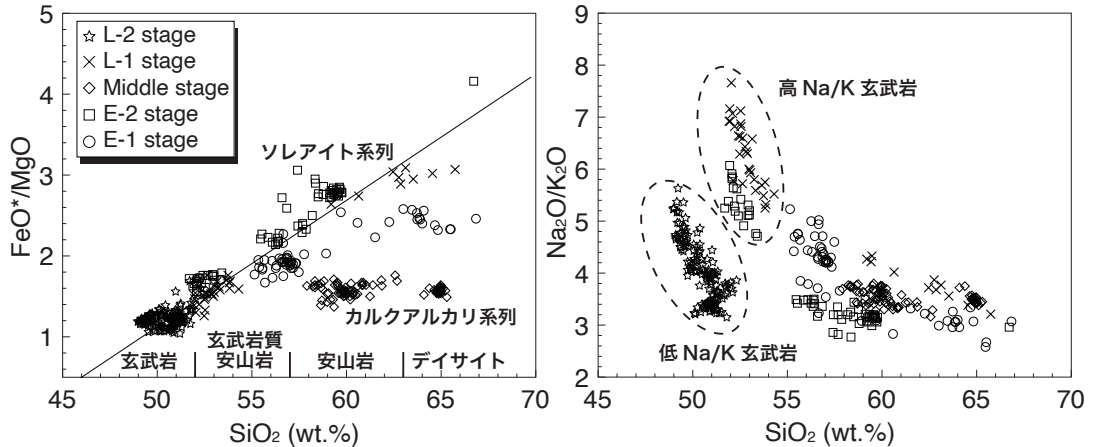 5
4
3
2
1
FeO*/MgO
L-2 stage
L-1 stage
Middle stage
E-2 stage
E-1 stage
ソレアイト系列
カルクアルカリ系列
玄武岩
玄武岩質
安山岩
安山岩
デイサイト
45 50 55 60 65 70
SiO₂ (wt.%)
9
8
7
6
5
4
3
2
Na₂O/K₂O
高 Na/K 玄武岩
低 Na/K 玄武岩
45 50 55 60 65 70
SiO₂ (wt.%)